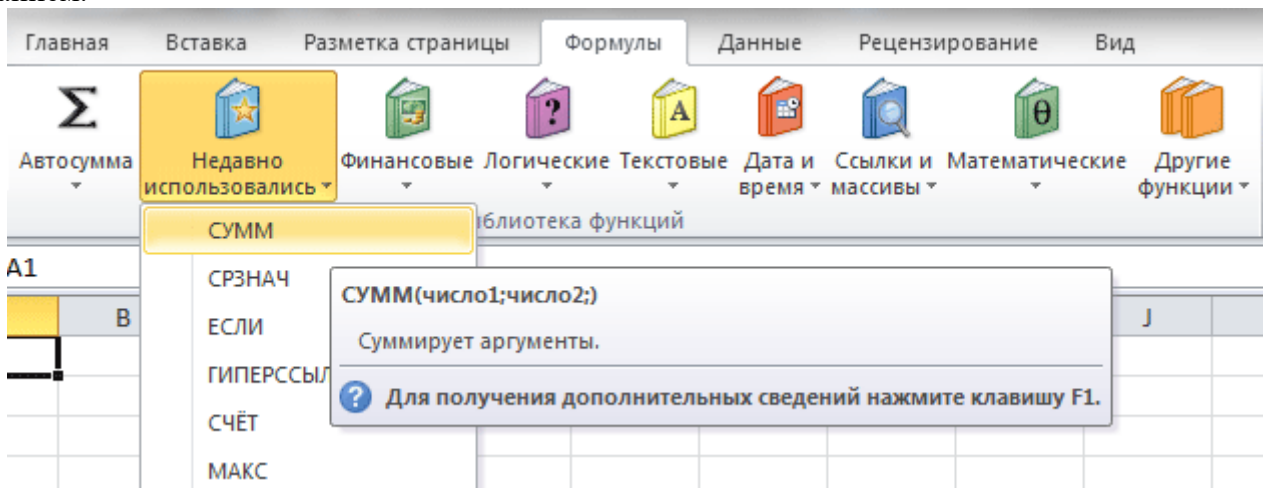 Главная Вставка Разметка страницы Формулы Данные Рецензирование Вид
Σ ? A θ
Автосумма Недавно использовались Финансовые Логические Текстовые Дата и время Ссылки и массивы Математические Другие функции
блиотека функций
СУММ
A1
СРЗНАЧ
СУММ(число1;число2;)
B
J
ЕСЛИ
Суммирует аргументы.
ГИПЕРССЫЛ
? Для получения дополнительных сведений нажмите клавишу F1.
СЧЁТ
МАКС